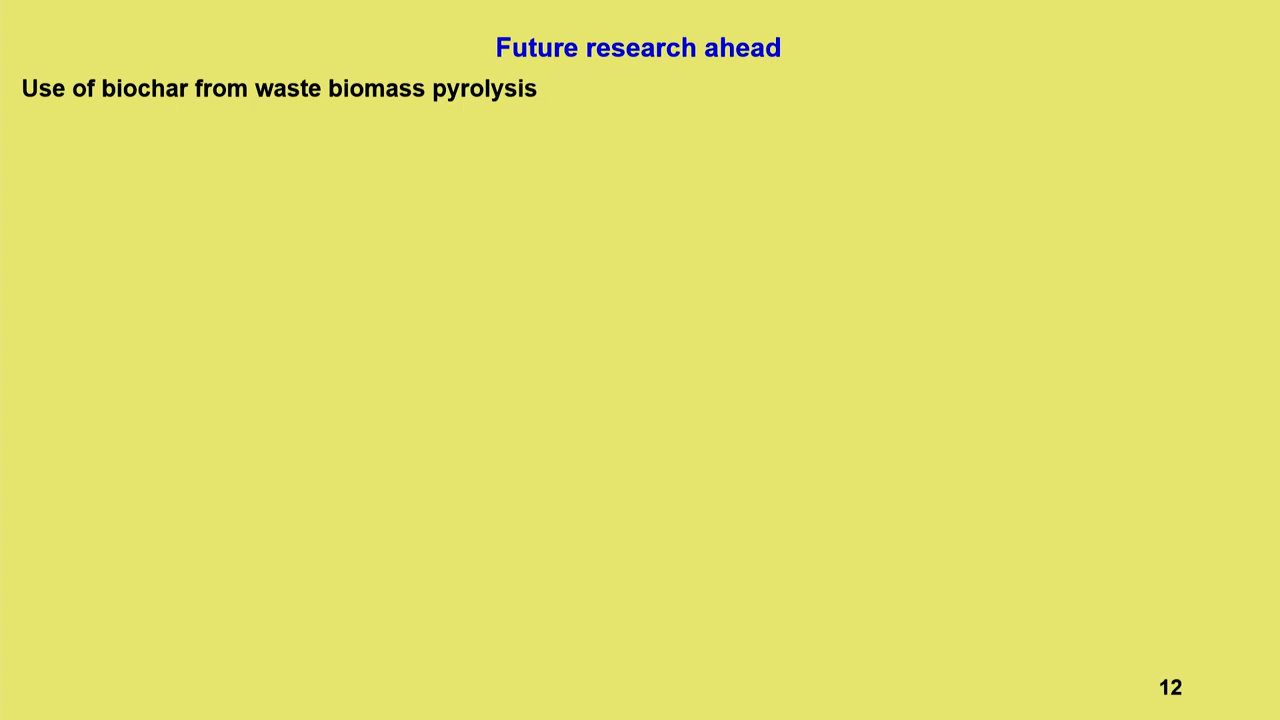 Future research ahead
Use of biochar from waste biomass pyrolysis
12